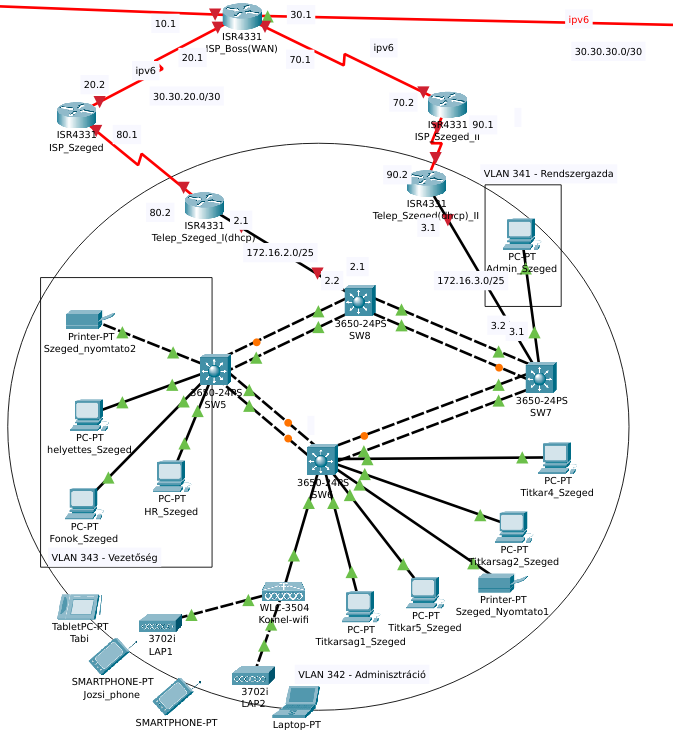 10.1
30.1
ipv6
ISR4331
ISP_Boss(WAN)
ipv6
30.30.30.0/30
20.1
70.1
ipv6
20.2
30.30.20.0/30
70.2
ISR4331
ISP_Szeged
80.1
ISR4331
ISP_Szeged_II
90.1
90.2
VLAN 341 - Rendszergazda
ISR4331
Telep_Szeged(dhcp)_II
80.2
2.1
3.1
ISR4331
Telep_Szeged_I(dhcp)
172.16.2.0/25
2.1
2.2
PC-PT
Admin_Szeged
172.16.3.0/25
3650-24PS
SW8
3.2
3.1
Printer-PT
Szeged_nyomtato2
3650-24PS
SW5
3650-24PS
SW7
PC-PT
helyettes_Szeged
PC-PT
HR_Szeged
PC-PT
Fonok_Szeged
3650-24PS
SW6
PC-PT
Titkar4_Szeged
VLAN 343 - Vezetőség
PC-PT
Titkarsag2_Szeged
Printer-PT
Szeged_Nyomtato1
WLC-3504
PC-PT
Titkarsag1_Szeged
PC-PT
Titkar5_Szeged
TabletPC-PT
Tabi
3702i
LAP1
SMARTPHONE-PT
Jozsi_phone
VLAN 342 - Adminisztráció
3702i
LAP2
SMARTPHONE-PT
Laptop-PT